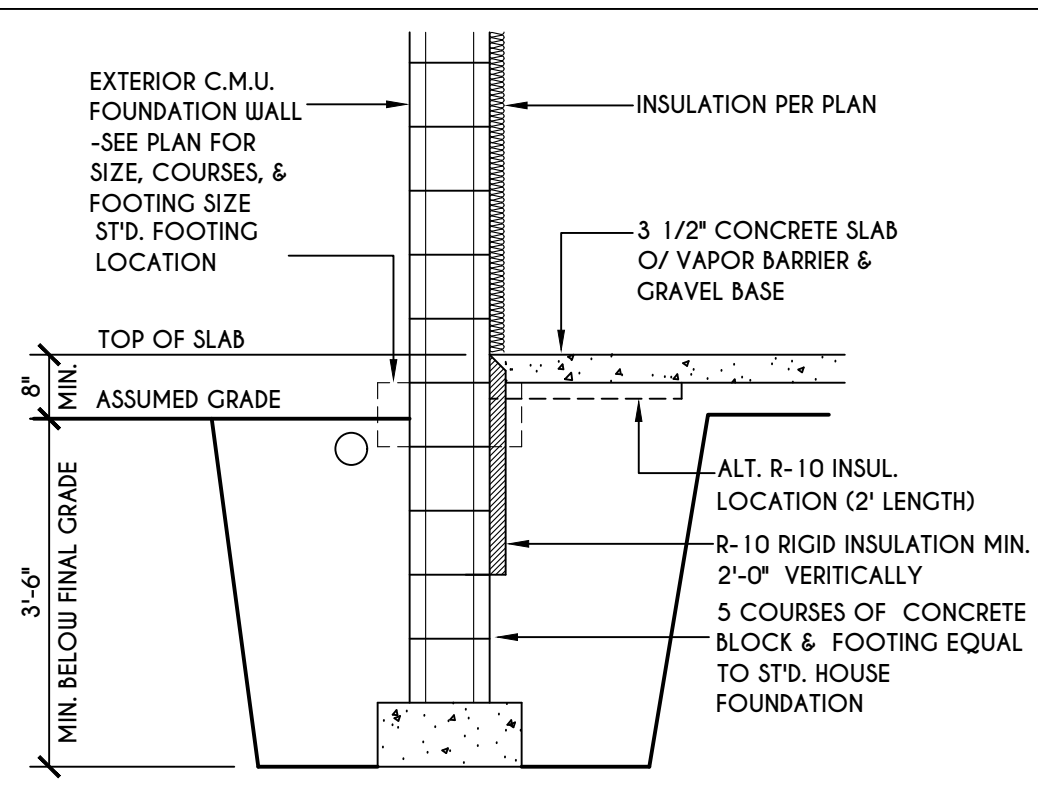 EXTERIOR C.M.U.
FOUNDATION WALL
-SEE PLAN FOR
SIZE, COURSES, &
FOOTING SIZE
ST'D. FOOTING
LOCATION
INSULATION PER PLAN
3 1/2" CONCRETE SLAB
O/ VAPOR BARRIER &
GRAVEL BASE
TOP OF SLAB
8"
MIN.
ASSUMED GRADE
3'-6"
MIN. BELOW FINAL GRADE
ALT. R-10 INSUL.
LOCATION (2' LENGTH)
R-10 RIGID INSULATION MIN.
2'-0" VERITICALLY
5 COURSES OF CONCRETE
BLOCK & FOOTING EQUAL
TO ST'D. HOUSE
FOUNDATION